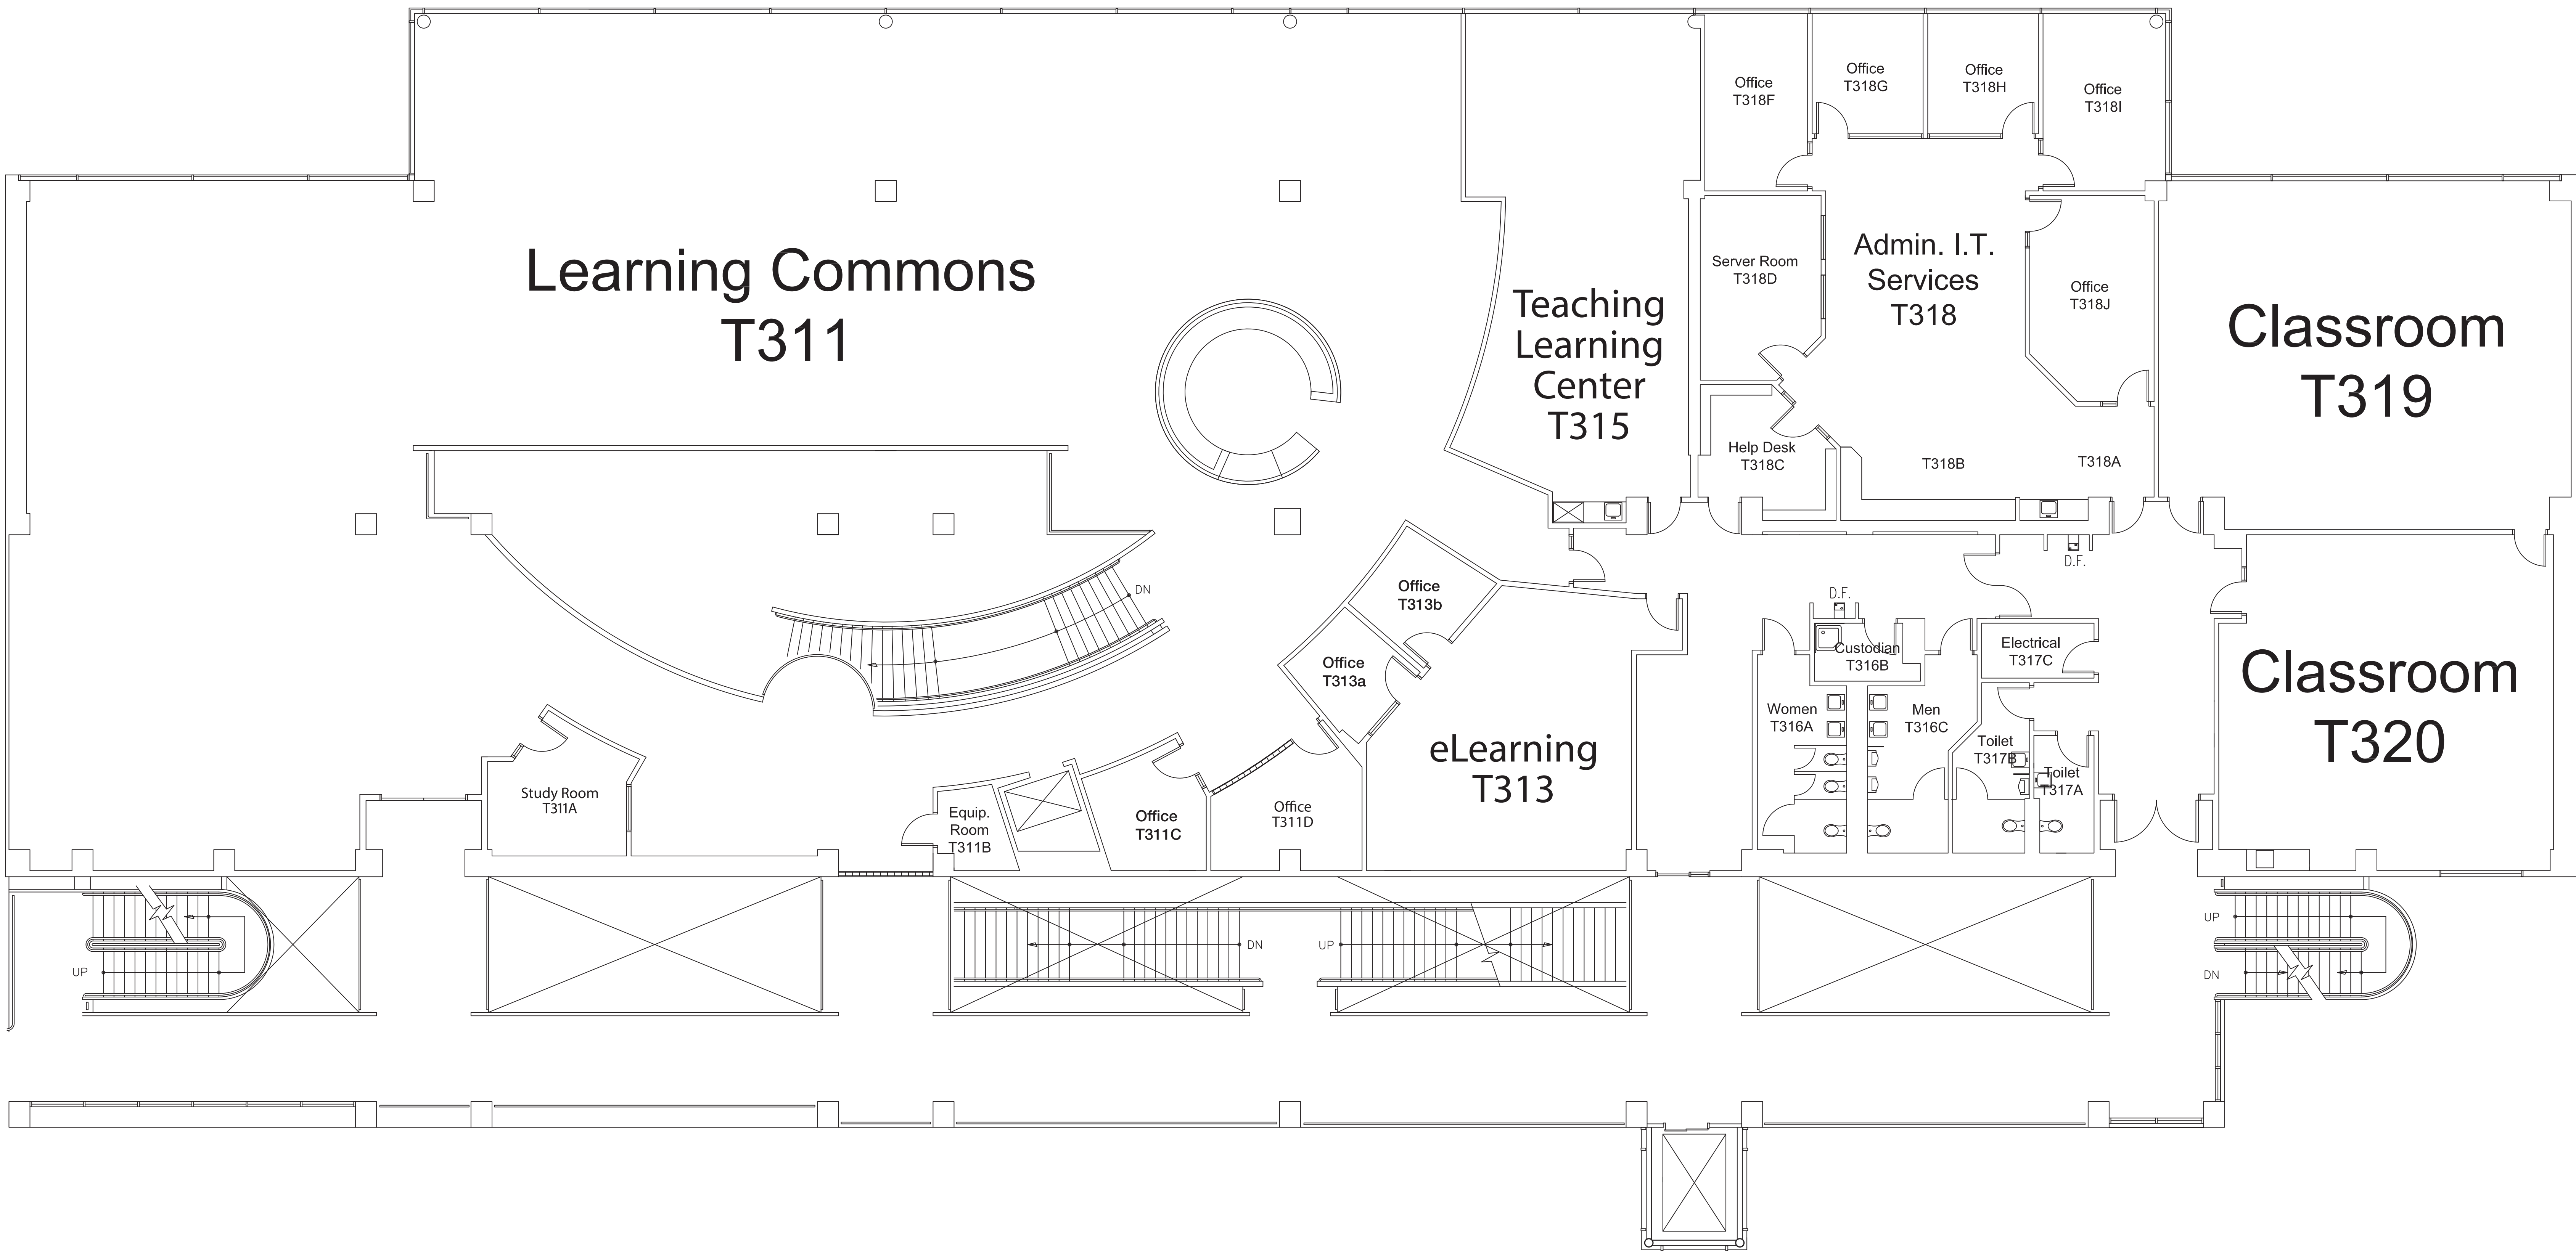 Office
T318F
Office
T318G
Office
T318H
Office
T318I
Learning Commons
T311
Server Room
T318D
Admin. I.T.
Services
T318
Office
T318J
Teaching
Learning
Center
T315
Classroom
T319
Help Desk
T318C
T318B
T318A
DN
Office
T313b
D.F.
D.F.
Office
T313a
Custodian
T316B
Electrical
T317C
Women
T316A
Men
T316C
Toilet
T317B
Toilet
T317A
Classroom
T320
eLearning
T313
Study Room
T311A
Equip.
Room
T311B
Office
T311C
Office
T311D
UP
DN
UP
UP
DN